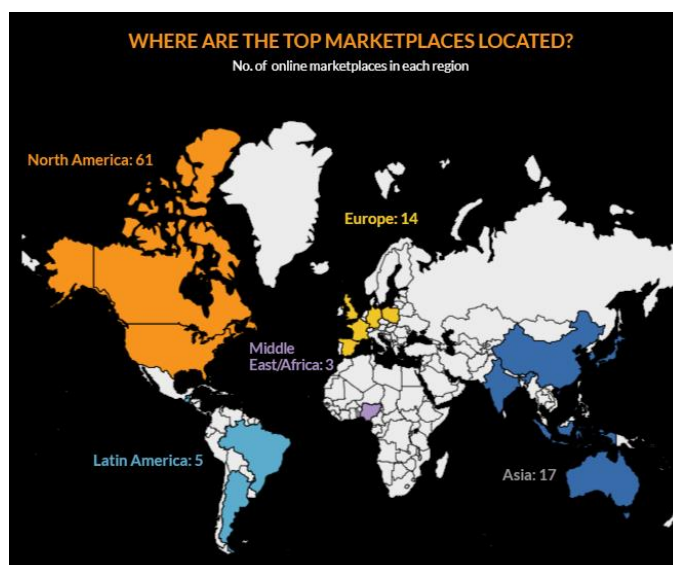 WHERE ARE THE TOP MARKETPLACES LOCATED?
No. of online marketplaces in each region
North America: 61
Europe: 14
Middle
East/Africa: 3
Latin America: 5
Asia: 17